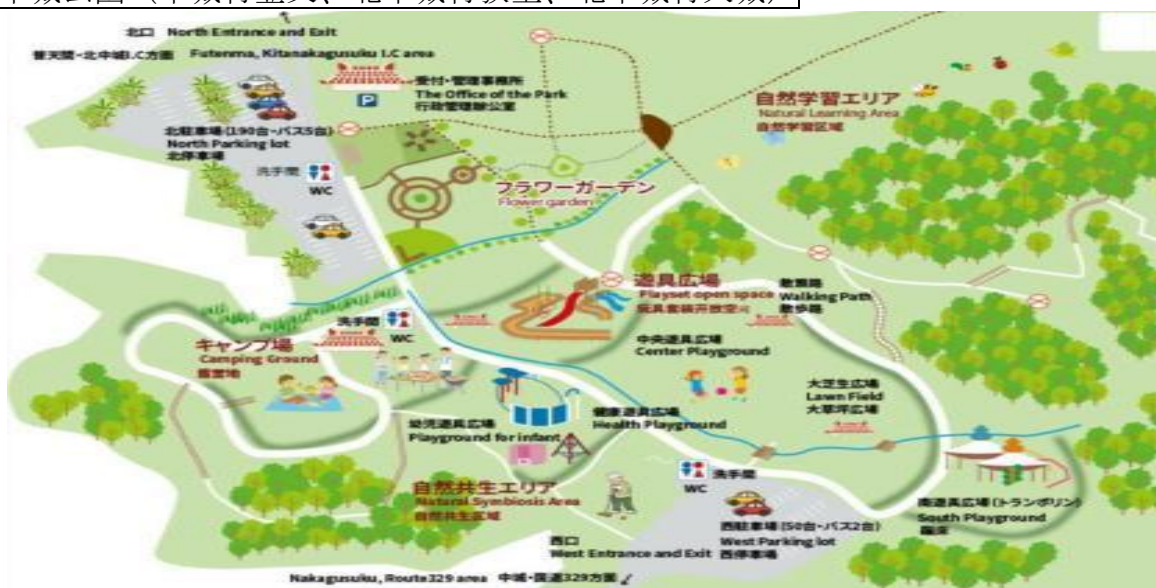 北口 North Entrance and Exit
普天間・北中城I.C方面 Futenma, Kitanakagusuku I.C area
受付・管理事務所
The Office of the Park
行政管理辦公室
P
北駐車場(190台・バス5台)
North Parking lot
北停車場
洗手間
WC
自然学習エリア
Natural Learning Area
自然学習区域
フラワーガーデン
Flower garden
遊具広場
Playset open space
散策路
Walking Path
散步路
洗手間
WC
キャンプ場
Camping Ground
露営地
中央遊具広場
Center Playground
大芝生広場
Lawn Field
大草坪広場
幼児遊具広場
Playground for infant
健康遊具広場
Health Playground
自然共生エリア
Natural Symbiosis Area
自然共生区域
洗手間
WC
西駐車場(50台・バス2台)
West Parking lot
西停車場
南遊具広場(トランポリン)
South Playground
西口
West Entrance and Exit
Nakagusuku, Route329 area 中城・国道329方面